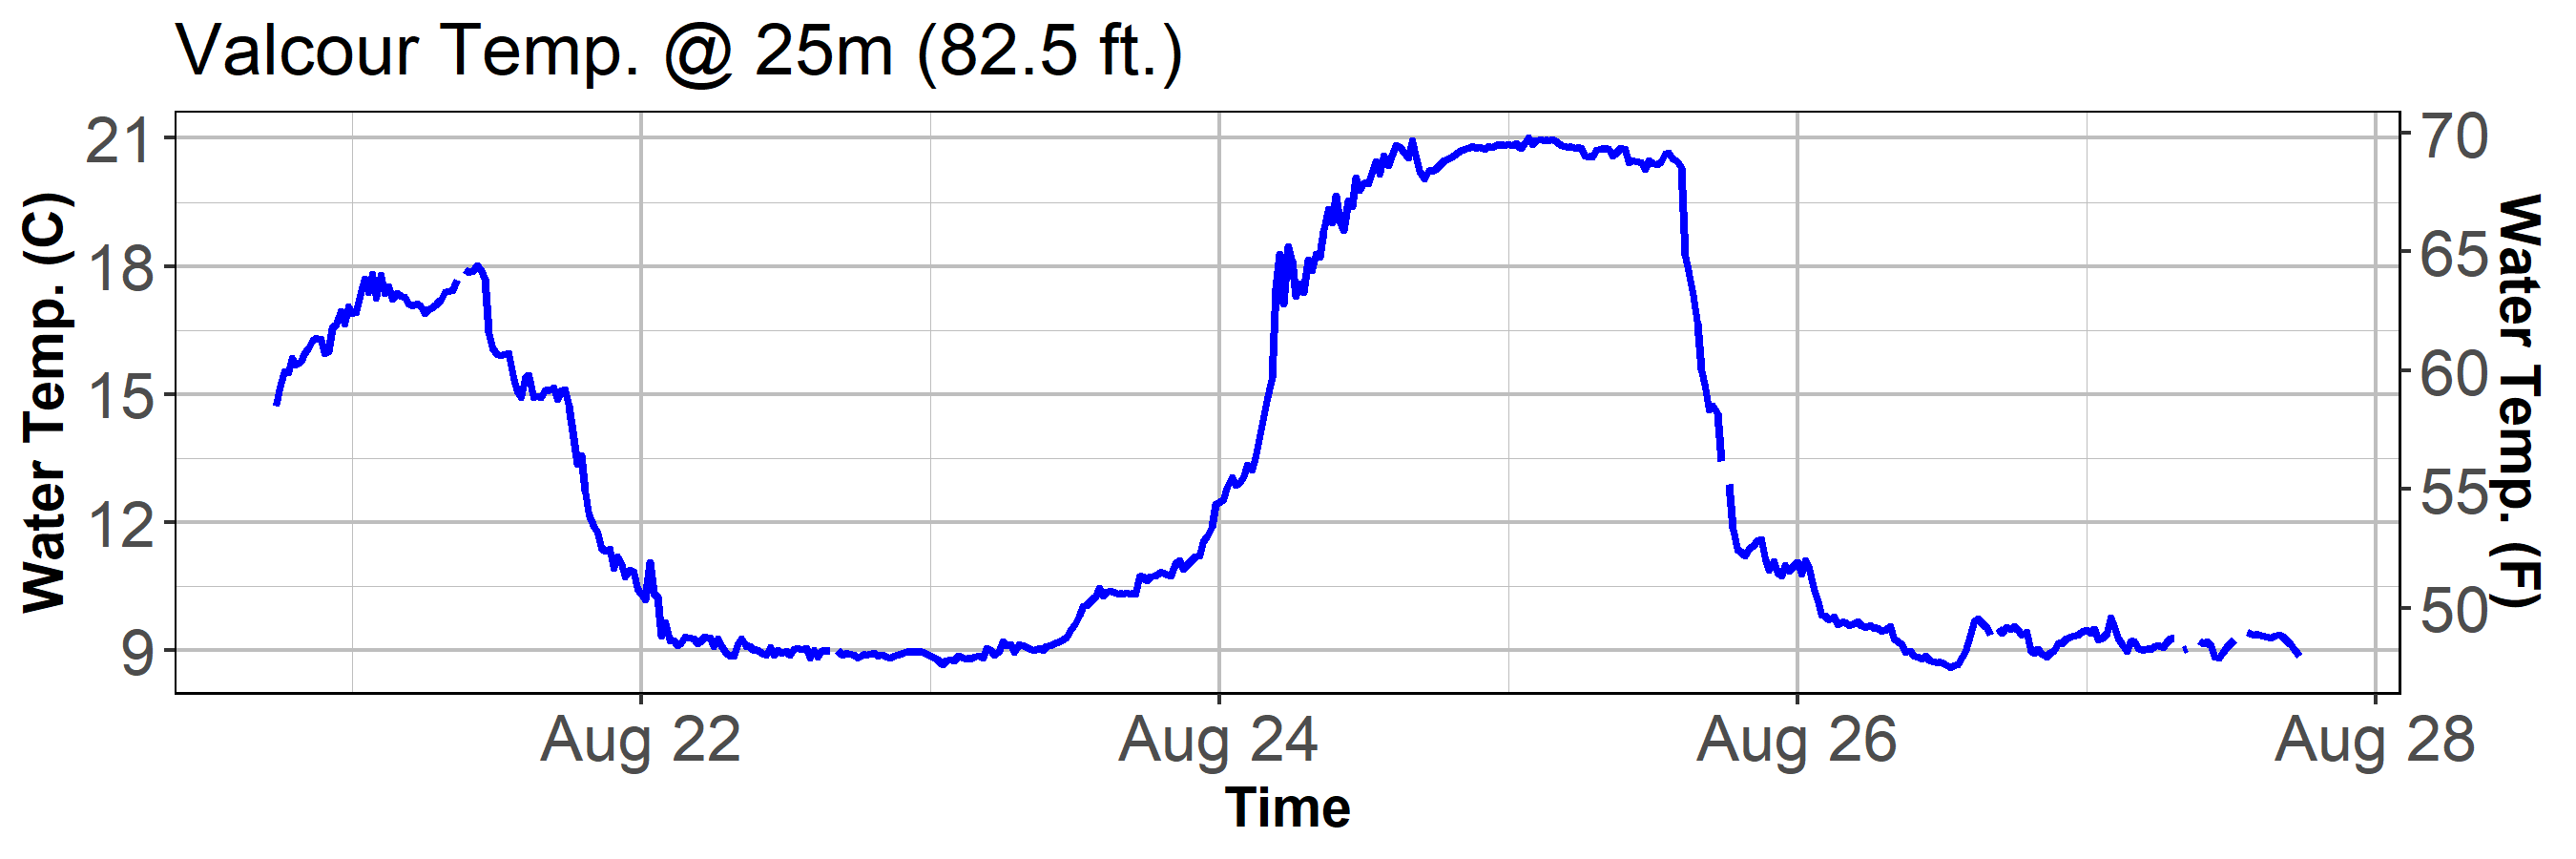 Valcour Temp. @ 25m (82.5 ft.)
Water Temp. (C)
21
18
15
12
9
70
65
60
55
50
Water Temp. (F)
Aug 22
Aug 24
Aug 26
Aug 28
Time